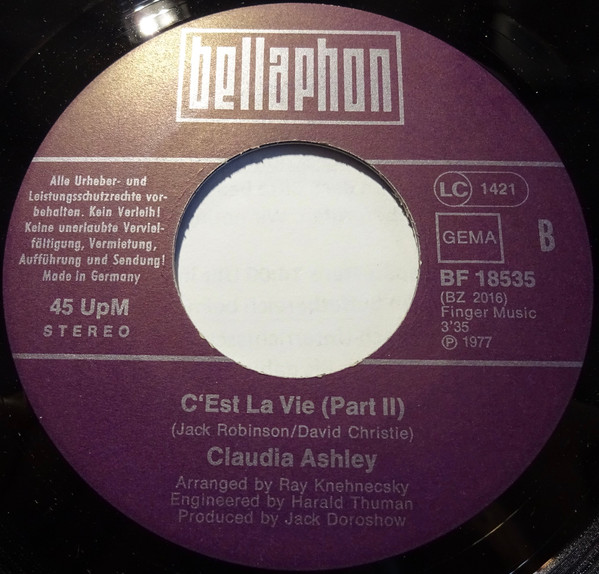 bellaphon
Alle Urheber- und
Leistungsschutzrechte vor-
behalten. Kein Verleih!
Keine unerlaubte Verviel-
fältigung, Vermietung,
Aufführung und Sendung!
Made in Germany
45 UpM
STEREO
LC 1421
GEMA B
BF 18535
(BZ 2016)
Finger Music
3'35
Ⓟ 1977
C'Est La Vie (Part II)
(Jack Robinson/David Christie)
Claudia Ashley
Arranged by Ray Knehnecsky
Engineered by Harald Thuman
Produced by Jack Doroshow